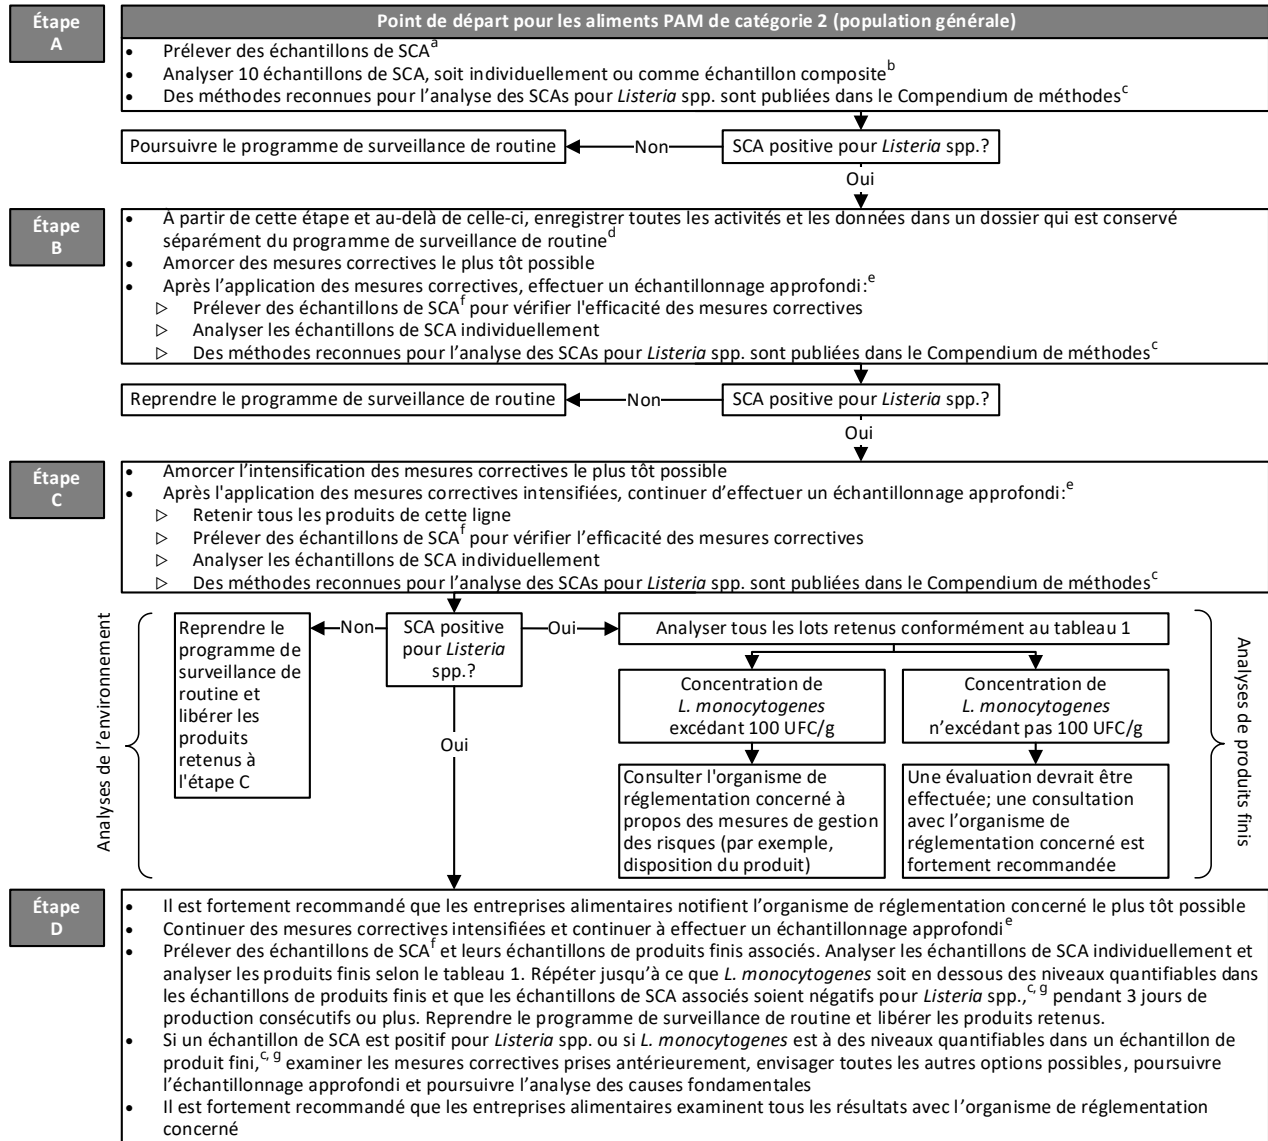 Étape
A
Point de départ pour les aliments PAM de catégorie 2 (population générale)
• Prélever des échantillons de SCAᵃ
• Analyser 10 échantillons de SCA, soit individuellement ou comme échantillon compositeᵇ
• Des méthodes reconnues pour l’analyse des SCAs pour Listeria spp. sont publiées dans le Compendium de méthodesᶜ
Poursuivre le programme de surveillance de routine
Non
SCA positive pour Listeria spp.?
Oui
Étape
B
• A partir de cette étape et au-delà de celle-ci, enregistrer toutes les activités et les données dans un dossier qui est conservé
séparément du programme de surveillance de routineᵈ
• Amorcer des mesures correctives le plus tôt possible
• Après l’application des mesures correctives, effectuer un échantillonnage approfondi:ᵉ
▷ Prélever des échantillons de SCAᶠ pour vérifier l'efficacité des mesures correctives
▷ Analyser les échantillons de SCA individuellement
▷ Des méthodes reconnues pour l’analyse des SCAs pour Listeria spp. sont publiées dans le Compendium de méthodesᶜ
Reprendre le programme de surveillance de routine
Non
SCA positive pour Listeria spp.?
Oui
Étape
C
• Amorcer l’intensification des mesures correctives le plus tôt possible
• Après l'application des mesures correctives intensifiées, continuer d’effectuer un échantillonnage approfondi:ᵉ
▷ Retenir tous les produits de cette ligne
▷ Prélever des échantillons de SCAᶠ pour vérifier l’efficacité des mesures correctives
▷ Analyser les échantillons de SCA individuellement
▷ Des méthodes reconnues pour l’analyse des SCAs pour Listeria spp. sont publiées dans le Compendium de méthodesᶜ
Analyses de l’environnement
Reprendre le
programme de
surveillance de
routine et
libérer les
produits
retenus à
l'étape C
Non
SCA positive
pour Listeria
spp.?
Oui
Oui
Analyser tous les lots retenus conformément au tableau 1
Concentration de
L. monocytogenes
excédant 100 UFC/g
Concentration de
L. monocytogenes
n’excédant pas 100 UFC/g
Consulter l'organisme de
réglementation concerné à
propos des mesures de gestion
des risques (par exemple,
disposition du produit)
Une évaluation devrait être
effectuée; une consultation
avec l’organisme de
réglementation concerné est
fortement recommandée
Analyses de produits finis
Étape
D
• Il est fortement recommandé que les entreprises alimentaires notifient l’organisme de réglementation concerné le plus tôt possible
• Continuer des mesures correctives intensifiées et continuer à effectuer un échantillonnage approfondiᵉ
• Prélever des échantillons de SCAᶠ et leurs échantillons de produits finis associés. Analyser les échantillons de SCA individuellement et
analyser les produits finis selon le tableau 1. Répéter jusqu’à ce que L. monocytogenes soit en dessous des niveaux quantifiables dans
les échantillons de produits finis et que les échantillons de SCA associés soient négatifs pour Listeria spp.,ᶜ, ᵍ pendant 3 jours de
production consécutifs ou plus. Reprendre le programme de surveillance de routine et libérer les produits retenus.
• Si un échantillon de SCA est positif pour Listeria spp. ou si L. monocytogenes est à des niveaux quantifiables dans un échantillon de
produit fini,ᶜ, ᵍ examiner les mesures correctives prises antérieurement, envisager toutes les autres options possibles, poursuivre
l’échantillonnage approfondi et poursuivre l’analyse des causes fondamentales
• Il est fortement recommandé que les entreprises alimentaires examinent tous les résultats avec l’organisme de réglementation
concerné